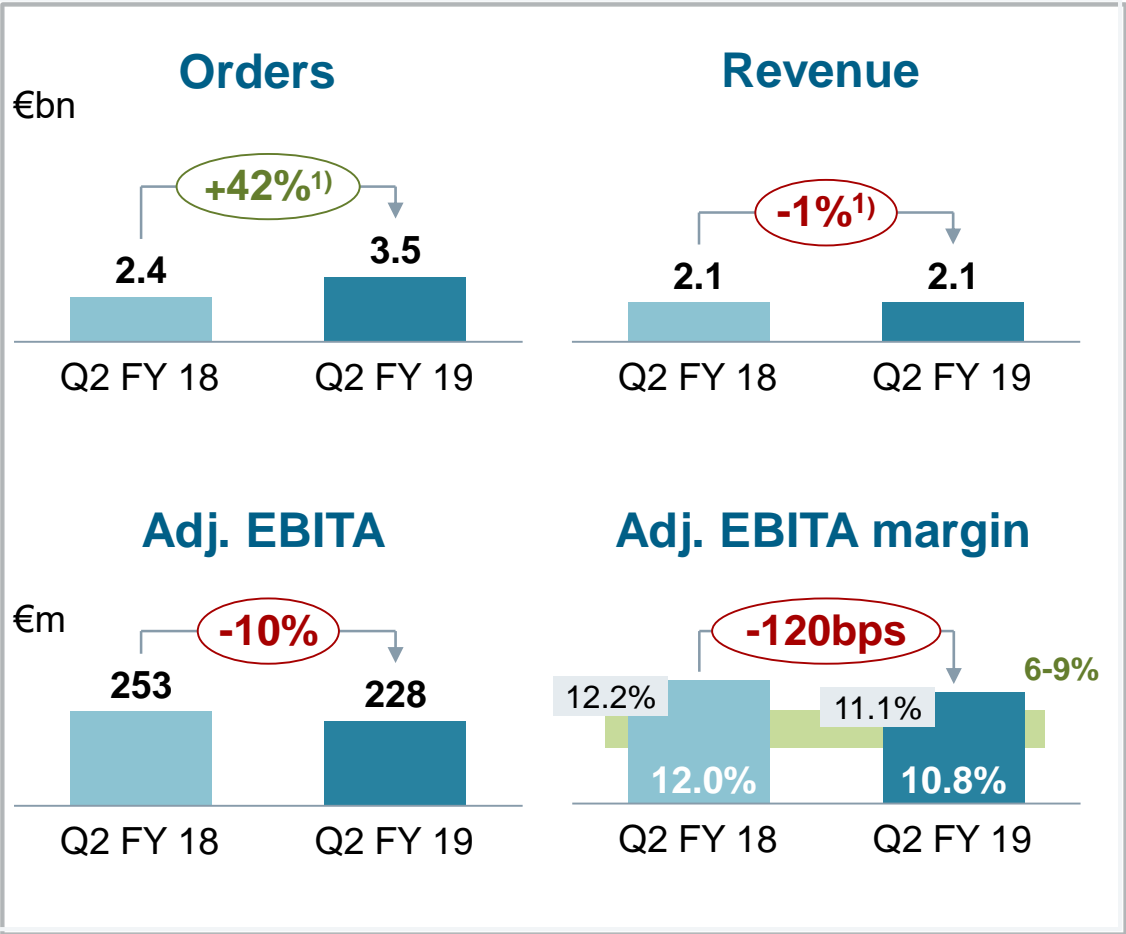 Orders
€bn
+42%1)
2.4
3.5
Q2 FY 18
Q2 FY 19
Revenue
-1%1)
2.1
2.1
Q2 FY 18
Q2 FY 19
Adj. EBITA
€m
-10%
253
228
Q2 FY 18
Q2 FY 19
Adj. EBITA margin
-120bps
6-9%
12.2%
11.1%
12.0%
10.8%
Q2 FY 18
Q2 FY 19